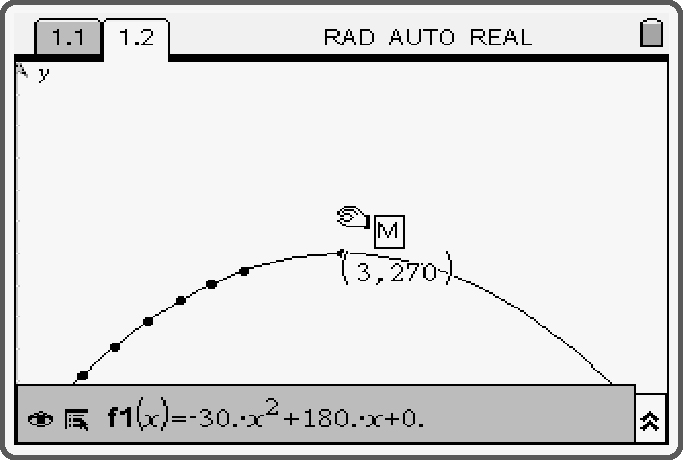 1.1 1.2 RAD AUTO REAL
y
M
(3,270)
f1(x)=-30.·x²+180.·x+0.